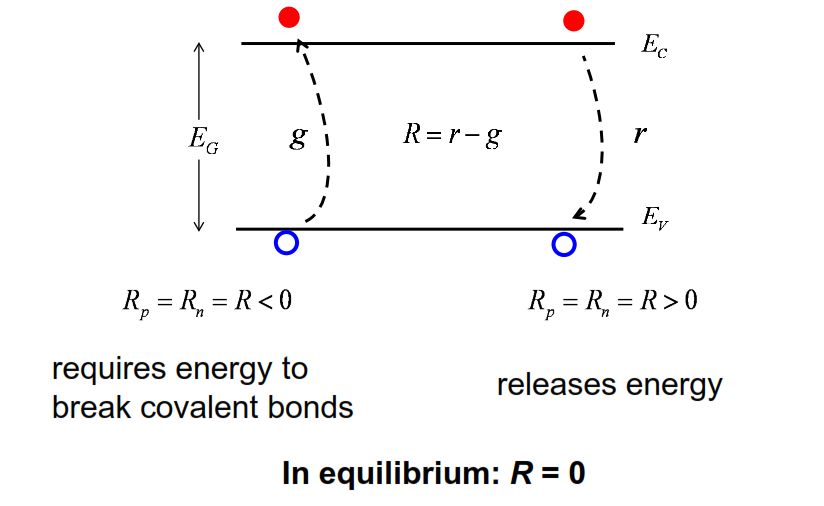 E_C
E_G
g
R = r − g
r
E_V
R_p = R_n = R < 0
R_p = R_n = R > 0
requires energy to
break covalent bonds
releases energy
In equilibrium: R = 0